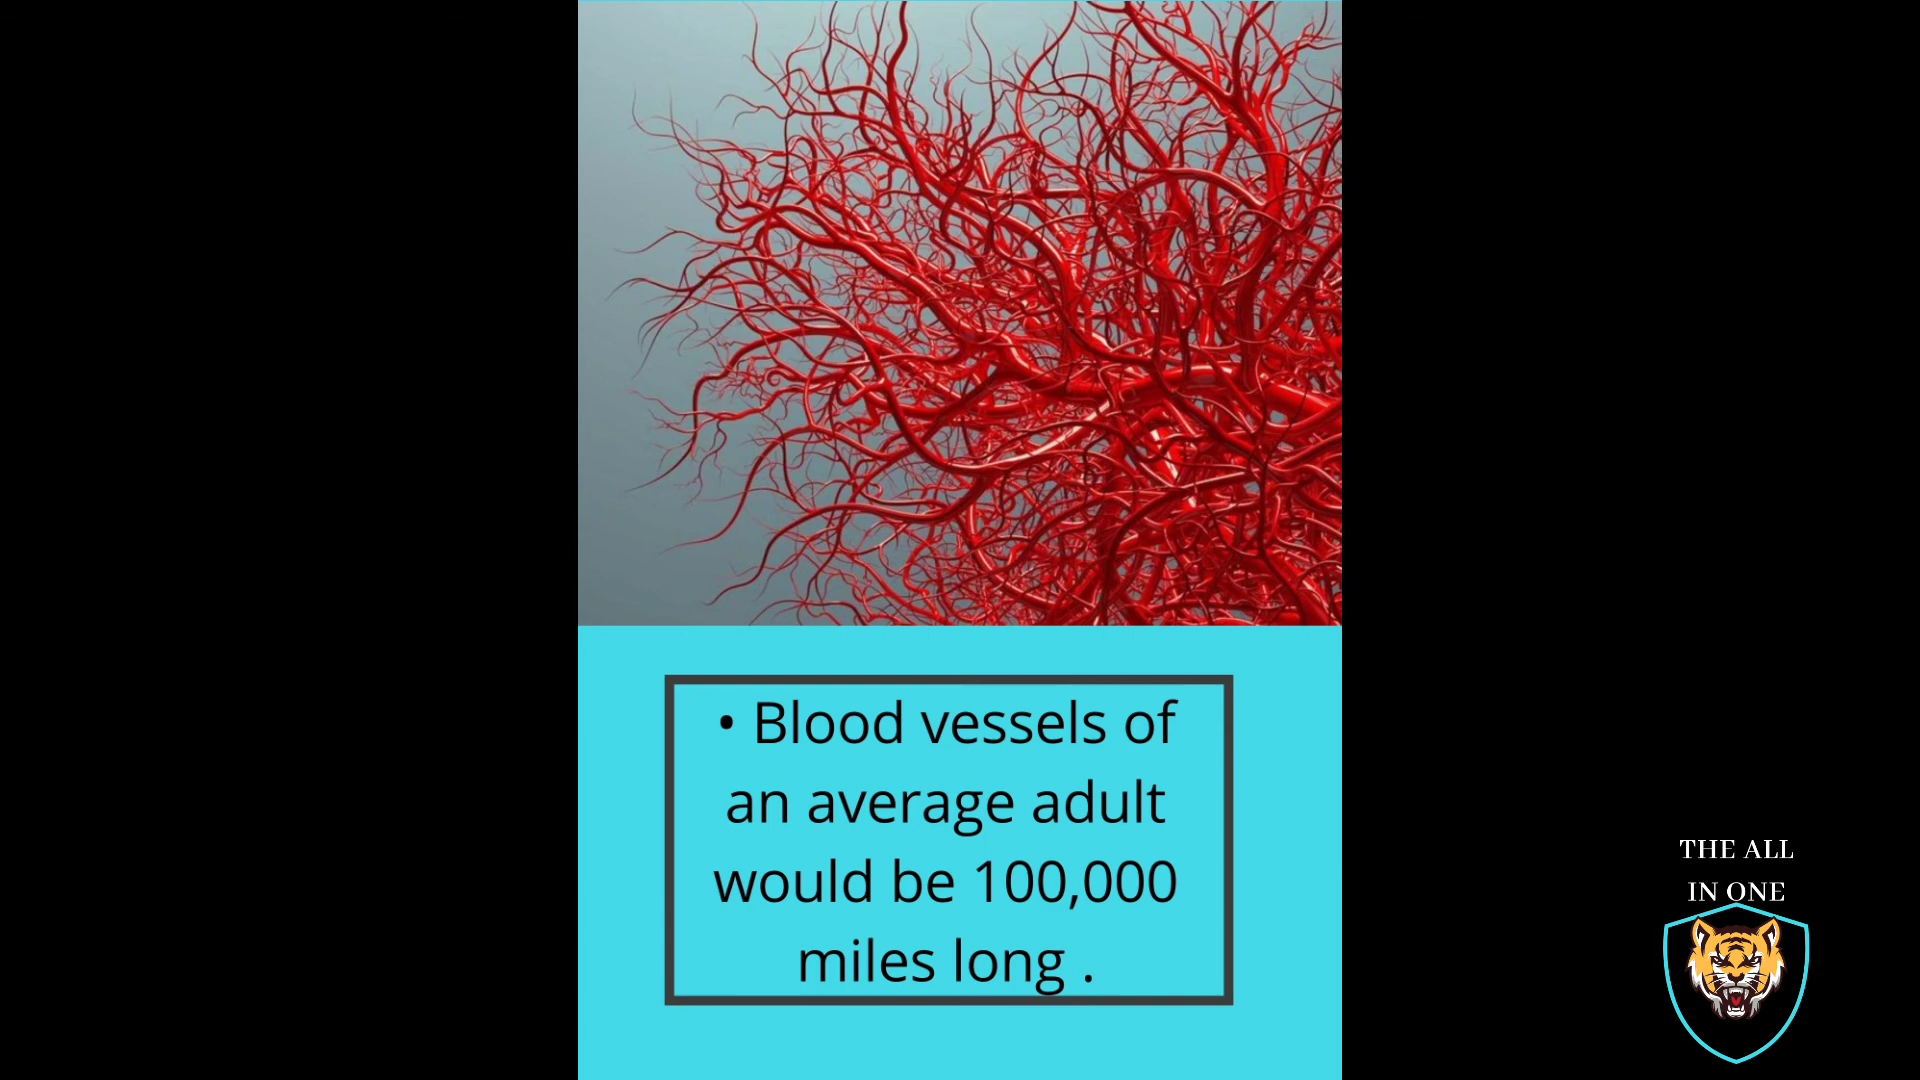 • Blood vessels of
an average adult
would be 100,000
miles long .
THE ALL
IN ONE